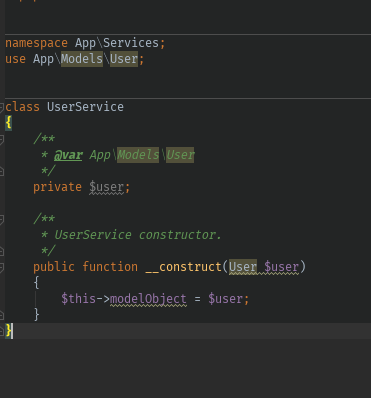 namespace App\Services;
use App\Models\User;
class UserService
{
/**
* @var App\Models\User
*/
private $user;
/**
* UserService constructor.
*/
public function __construct(User $user)
{
$this->modelObject = $user;
}
}